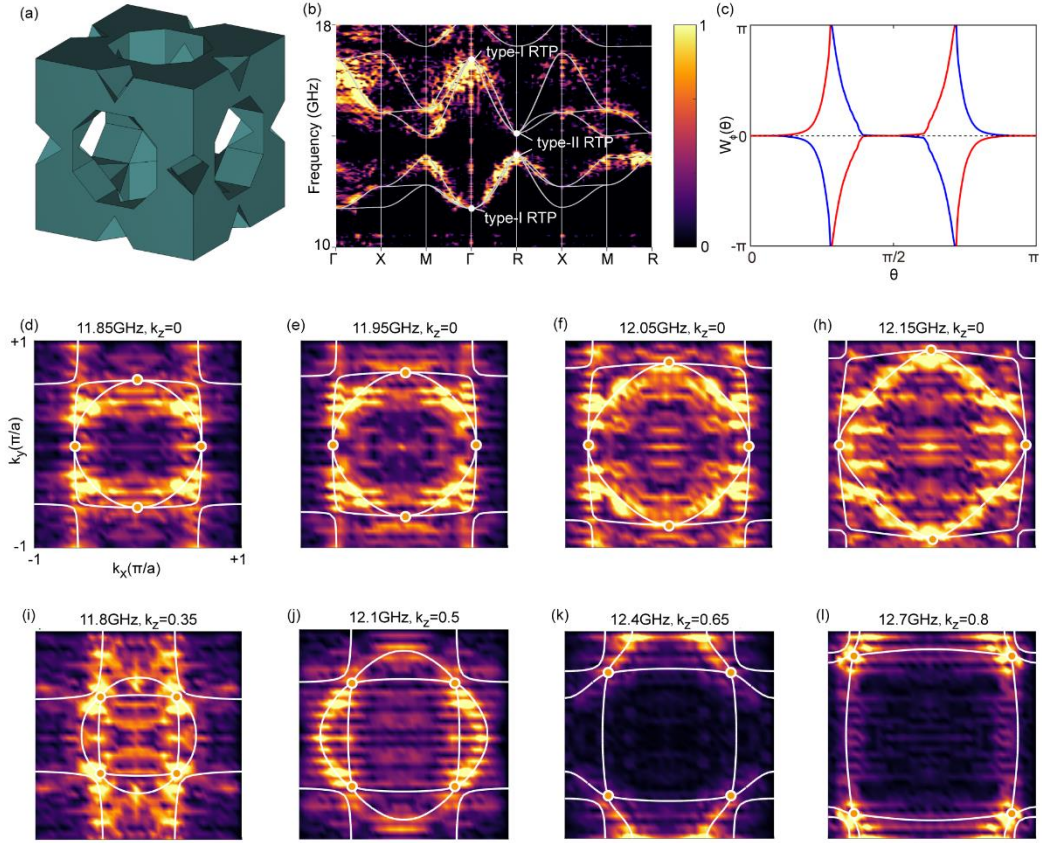 (a)
(b)
(c)
18
Frequency (GHz)
10
type-I RTP
type-II RTP
type-I RTP
Γ X M Γ R X M R
1
0
π
0
-π
W_Φ(θ)
0 π/2 π
θ
(d) 11.85GHz, k_z=0
(e) 11.95GHz, k_z=0
(f) 12.05GHz, k_z=0
(h) 12.15GHz, k_z=0
+1
k_y(π/a)
-1
-1 +1
k_x(π/a)
(i) 11.8GHz, k_z=0.35
(j) 12.1GHz, k_z=0.5
(k) 12.4GHz, k_z=0.65
(l) 12.7GHz, k_z=0.8